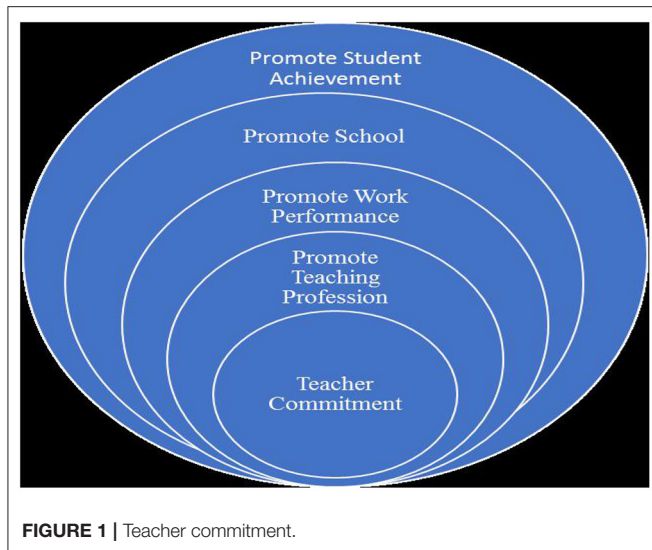 Promote Student
Achievement
Promote School
Promote Work
Performance
Promote
Teaching
Profession
Teacher
Commitment
FIGURE 1 | Teacher commitment.